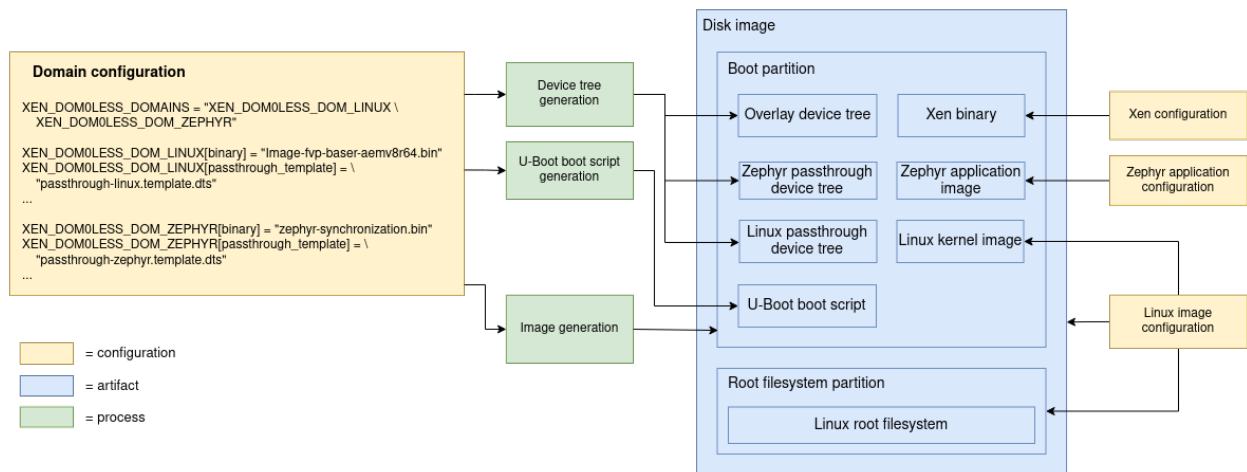 Domain configuration
XEN_DOM0LESS_DOMAINS = "XEN_DOM0LESS_DOM_LINUX \
XEN_DOM0LESS_DOM_ZEPHYR"
XEN_DOM0LESS_DOM_LINUX[binary] = "Image-fvp-baser-aemv8r64.bin"
XEN_DOM0LESS_DOM_LINUX[passthrough_template] = \
"passthrough-linux.template.dts"
...
XEN_DOM0LESS_DOM_ZEPHYR[binary] = "zephyr-synchronization.bin"
XEN_DOM0LESS_DOM_ZEPHYR[passthrough_template] = \
"passthrough-zephyr.template.dts"
...
= configuration
= artifact
= process
Device tree
generation
U-Boot boot script
generation
Image generation
Disk image
Boot partition
Overlay device tree
Xen binary
Zephyr passthrough
device tree
Zephyr application
image
Linux passthrough
device tree
Linux kernel image
U-Boot boot script
Root filesystem partition
Linux root filesystem
Xen configuration
Zephyr application
configuration
Linux image
configuration